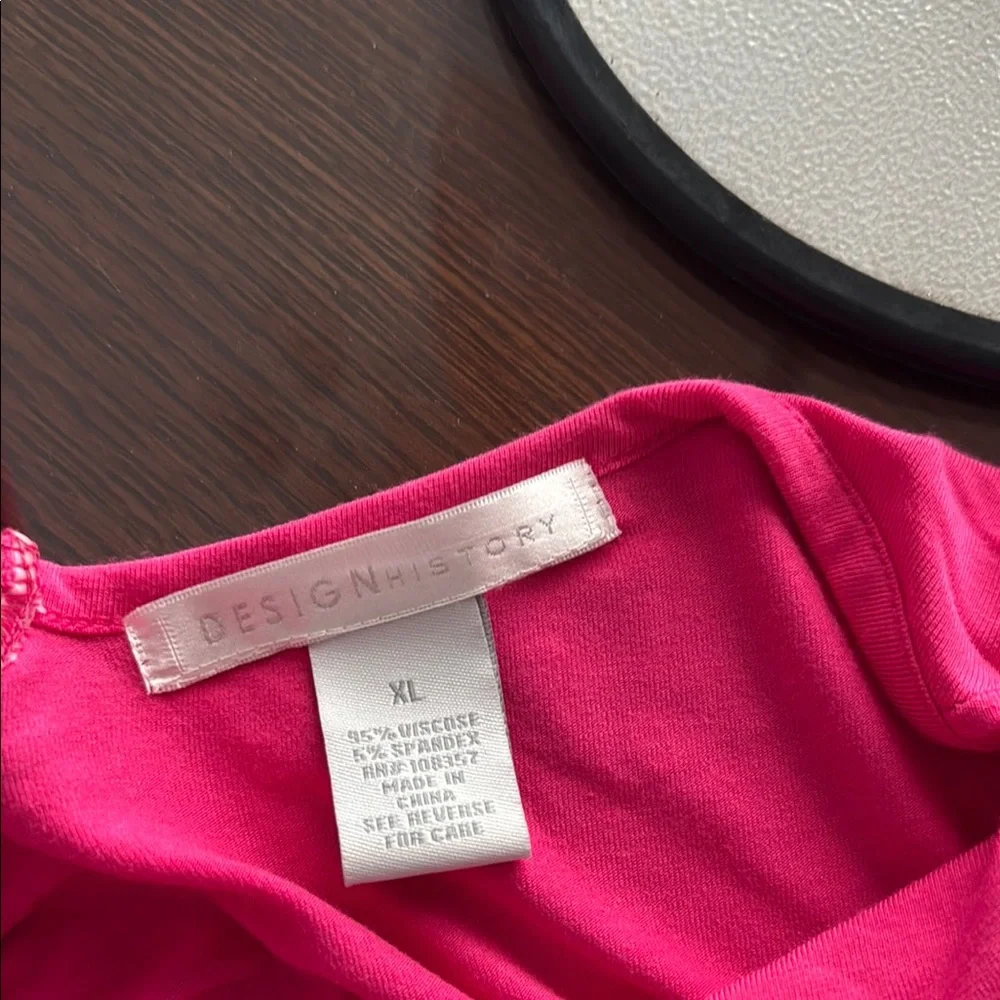 DESIGNHISTORY
XL
95% VISCOSE
5% SPANDEX
RN# 108357
MADE IN
CHINA
SEE REVERSE
FOR CARE